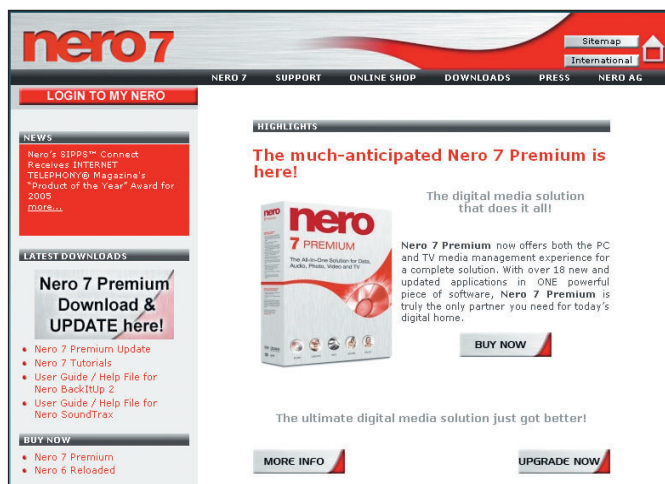 nero 7
Sitemap
International
NERO 7 SUPPORT ONLINE SHOP DOWNLOADS PRESS NERO AG
LOGIN TO MY NERO
NEWS
Nero's SIPPS™ Connect
Receives INTERNET
TELEPHONY® Magazine's
"Product of the Year" Award for
2005
more...
LATEST DOWNLOADS
Nero 7 Premium
Download &
UPDATE here!
Nero 7 Premium Update
Nero 7 Tutorials
User Guide / Help File for
Nero BackItUp 2
User Guide / Help File for
Nero SoundTrax
BUY NOW
Nero 7 Premium
Nero 6 Reloaded
HIGHLIGHTS
The much-anticipated Nero 7 Premium is
here!
The digital media solution
that does it all!
nero
7 PREMIUM
The All-in-One Solution for Data,
Audio, Photo, Video and TV
nero
Nero 7 Premium now offers both the PC
and TV media management experience for
a complete solution. With over 18 new and
updated applications in ONE powerful
piece of software, Nero 7 Premium is
truly the only partner you need for today's
digital home.
BUY NOW
The ultimate digital media solution just got better!
MORE INFO
UPGRADE NOW